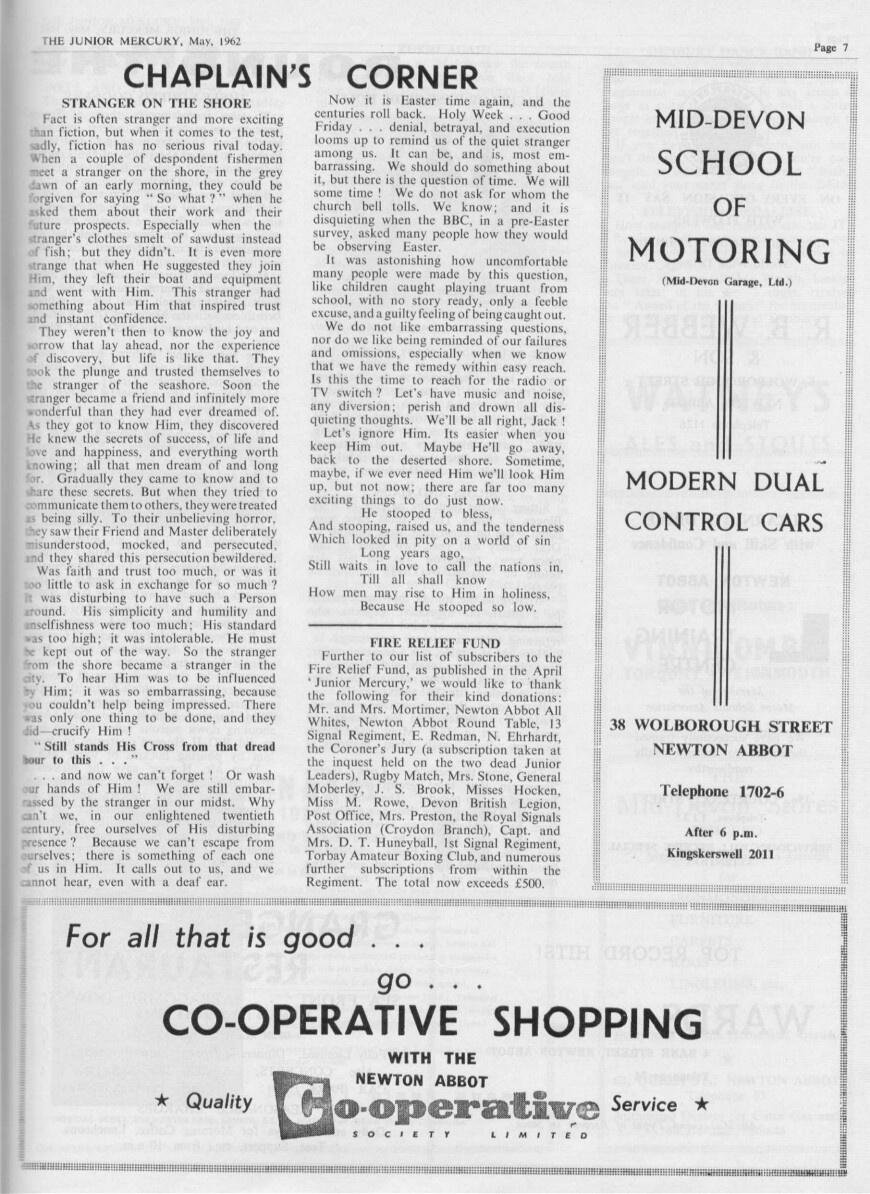 THE JUNIOR MERCURY, May, 1962
Page 7
CHAPLAIN'S CORNER
STRANGER ON THE SHORE
Fact is often stranger and more exciting
than fiction, but when it comes to the test,
sadly, fiction has no serious rival today.
When a couple of despondent fishermen
meet a stranger on the shore, in the grey
dawn of an early morning, they could be
forgiven for saying "So what?" when he
asked them about their work and their
future prospects. Especially when the
stranger's clothes smelt of sawdust instead
of fish; but they didn't. It is even more
strange that when He suggested they join
Him, they left their boat and equipment
and went with Him. This stranger had
something about Him that inspired trust
and instant confidence.
They weren't then to know the joy and
sorrow that lay ahead, nor the experience
of discovery, but life is like that. They
took the plunge and trusted themselves to
the stranger of the seashore. Soon the
stranger became a friend and infinitely more
wonderful than they had ever dreamed of.
As they got to know Him, they discovered
He knew the secrets of success, of life and
love and happiness, and everything worth
knowing; all that men dream of and long
for. Gradually they came to know and to
share these secrets. But when they tried to
communicate them to others, they were treated
as being silly. To their unbelieving horror,
they saw their Friend and Master deliberately
misunderstood, mocked, and persecuted,
and they shared this persecution bewildered.
Was faith and trust too much, or was it
too little to ask in exchange for so much?
It was disturbing to have such a Person
around. His simplicity and humility and
unselfishness were too much; His standard
was too high; it was intolerable. He must
be kept out of the way. So the stranger
from the shore became a stranger in the
city. To hear Him was to be influenced
by Him; it was so embarrassing, because
you couldn't help being impressed. There
was only one thing to be done, and they
did—crucify Him!
"Still stands His Cross from that dread
hour to this . . ."
. . . and now we can't forget! Or wash
our hands of Him! We are still embar-
rassed by the stranger in our midst. Why
can't we, in our enlightened twentieth
century, free ourselves of His disturbing
presence? Because we can't escape from
ourselves; there is something of each one
of us in Him. It calls out to us, and we
cannot hear, even with a deaf ear.
Now it is Easter time again, and the
centuries roll back. Holy Week . . . Good
Friday . . . denial, betrayal, and execution
looms up to remind us of the quiet stranger
among us. It can be, and is, most em-
barrassing. We should do something about
it, but there is the question of time. We will
some time! We do not ask for whom the
church bell tolls. We know; and it is
disquieting when the BBC, in a pre-Easter
survey, asked many people how they would
be observing Easter.
It was astonishing how uncomfortable
many people were made by this question,
like children caught playing truant from
school, with no story ready, only a feeble
excuse, and a guilty feeling of being caught out.
We do not like embarrassing questions,
nor do we like being reminded of our failures
and omissions, especially when we know
that we have the remedy within easy reach.
Is this the time to reach for the radio or
TV switch? Let's have music and noise,
any diversion; perish and drown all dis-
quieting thoughts. We'll be all right, Jack!
Let's ignore Him. Its easier when you
keep Him out. Maybe He'll go away,
back to the deserted shore. Sometime,
maybe, if we ever need Him we'll look Him
up, but not now; there are far too many
exciting things to do just now.
He stooped to bless,
And stooping, raised us, and the tenderness
Which looked in pity on a world of sin
Long years ago,
Still waits in love to call the nations in,
Till all shall know
How men may rise to Him in holiness,
Because He stooped so low.
FIRE RELIEF FUND
Further to our list of subscribers to the
Fire Relief Fund, as published in the April
'Junior Mercury,' we would like to thank
the following for their kind donations:
Mr. and Mrs. Mortimer, Newton Abbot All
Whites, Newton Abbot Round Table, 13
Signal Regiment, E. Redman, N. Ehrhardt,
the Coroner's Jury (a subscription taken at
the inquest held on the two dead Junior
Leaders), Rugby Match, Mrs. Stone, General
Moberley, J. S. Brook, Misses Hocken,
Miss M. Rowe, Devon British Legion,
Post Office, Mrs. Preston, the Royal Signals
Association (Croydon Branch), Capt. and
Mrs. D. T. Huneyball, 1st Signal Regiment,
Torbay Amateur Boxing Club, and numerous
further subscriptions from within the
Regiment. The total now exceeds £500.
MID-DEVON
SCHOOL
OF
MOTORING
(Mid-Devon Garage, Ltd.)
MODERN DUAL
CONTROL CARS
38 WOLBOROUGH STREET
NEWTON ABBOT
Telephone 1702-6
After 6 p.m.
Kingskerswell 2011
For all that is good . . .
go . . .
CO-OPERATIVE SHOPPING
WITH THE
NEWTON ABBOT
★ Quality Co-operative Service ★
SOCIETY LIMITED